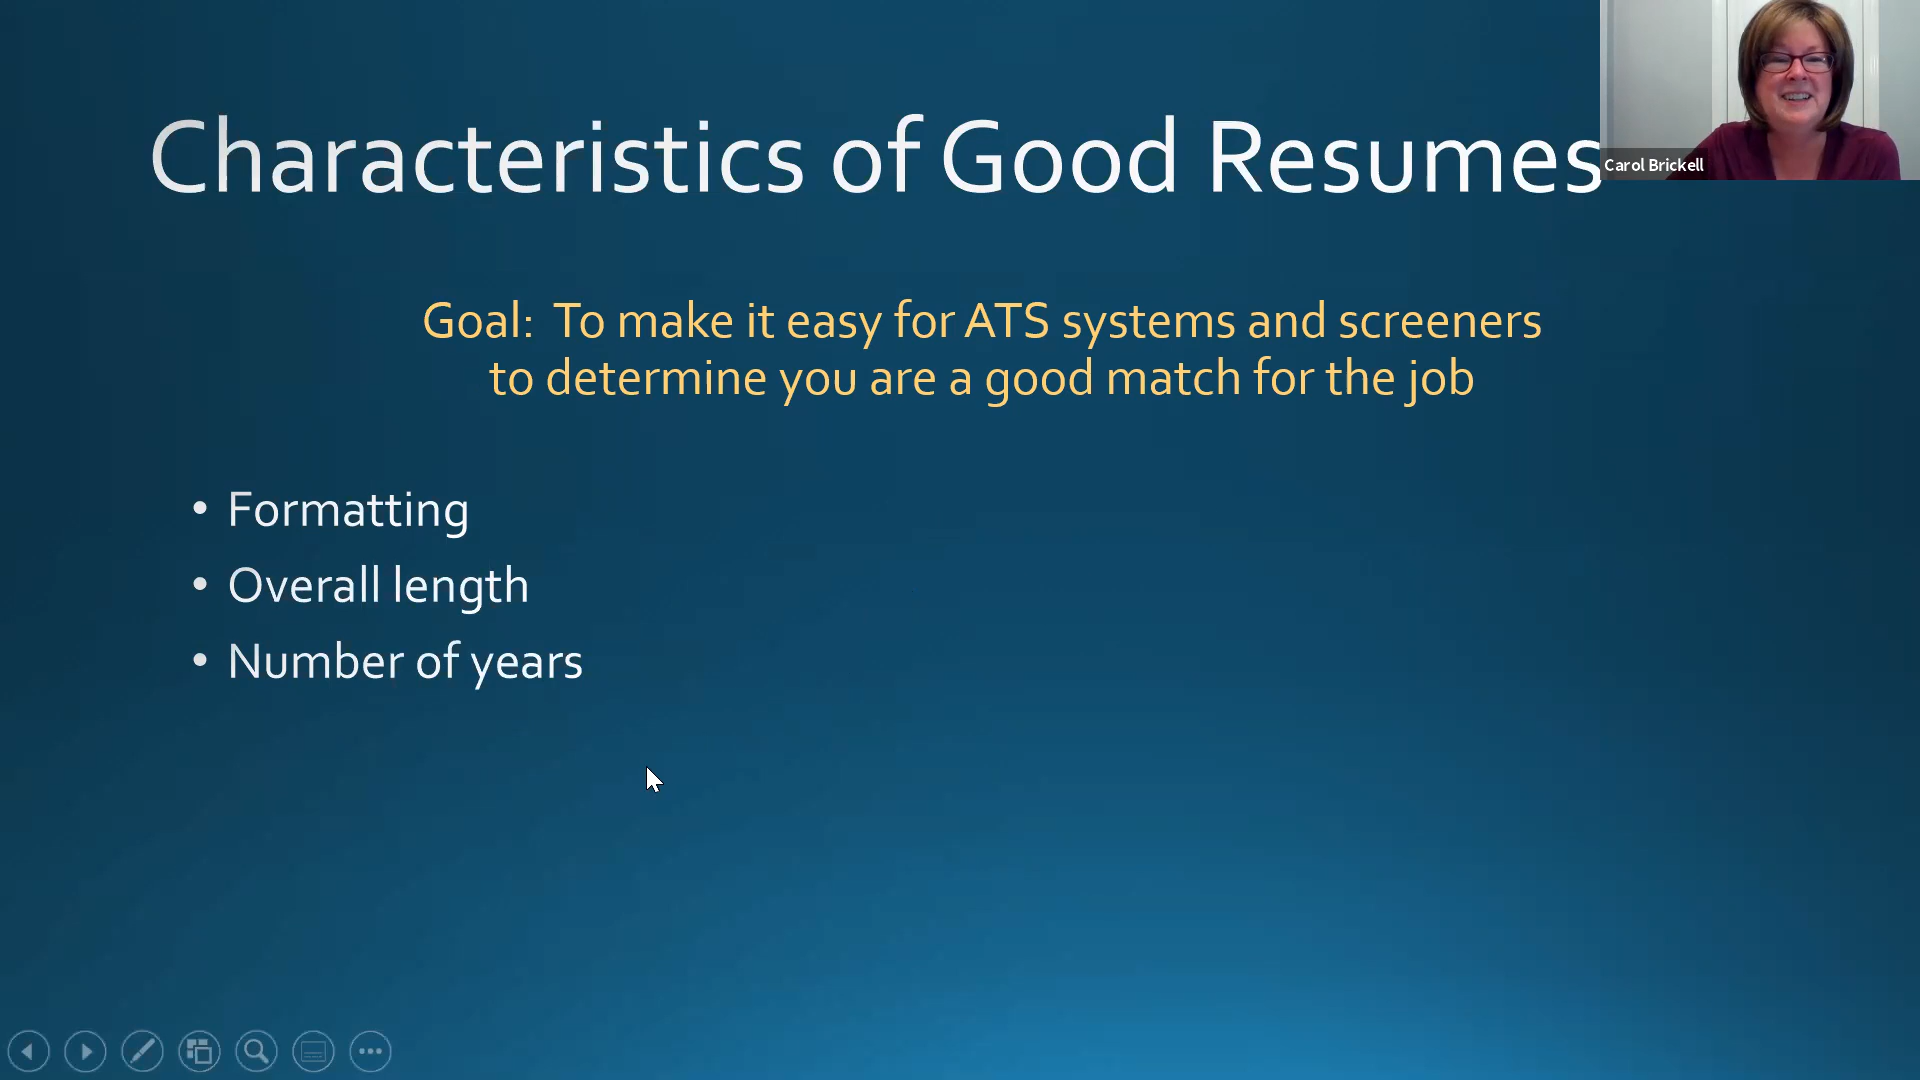 Characteristics of Good Resumes
Carol Brickell
Goal: To make it easy for ATS systems and screeners
to determine you are a good match for the job
• Formatting
• Overall length
• Number of years